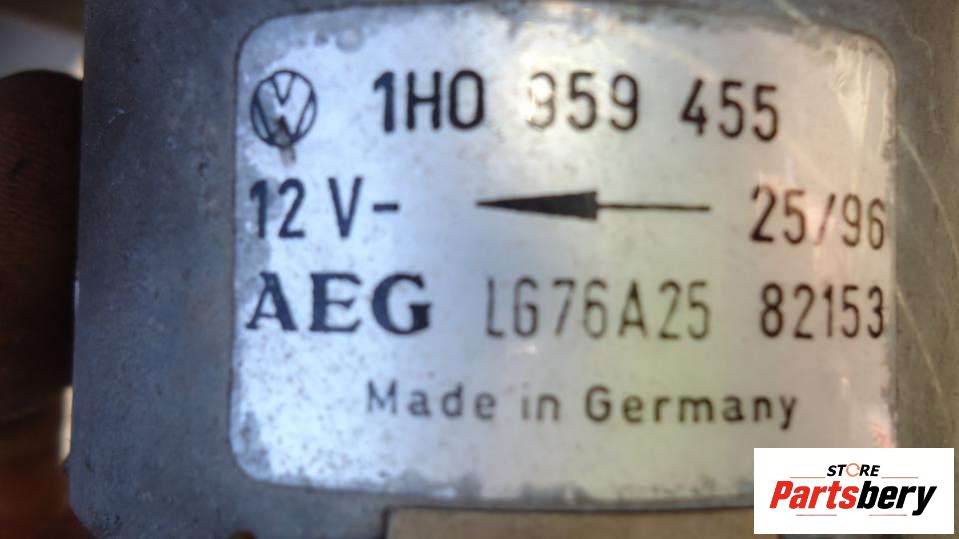 1H0 959 455
12 V- 25/96
AEG LG76A25 82153
Made in Germany
STORE
Partsbery